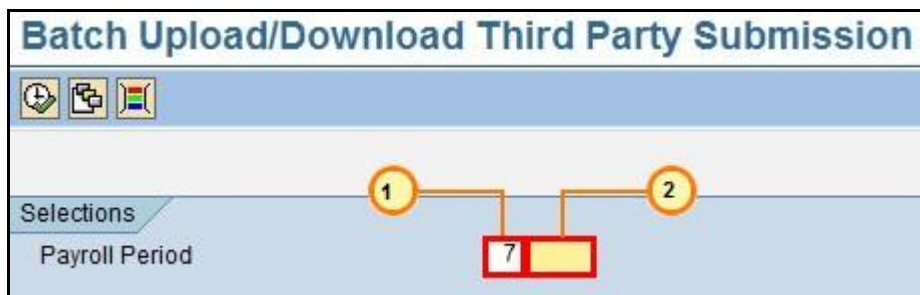 Batch Upload/Download Third Party Submission
1 2
Selections
Payroll Period 7